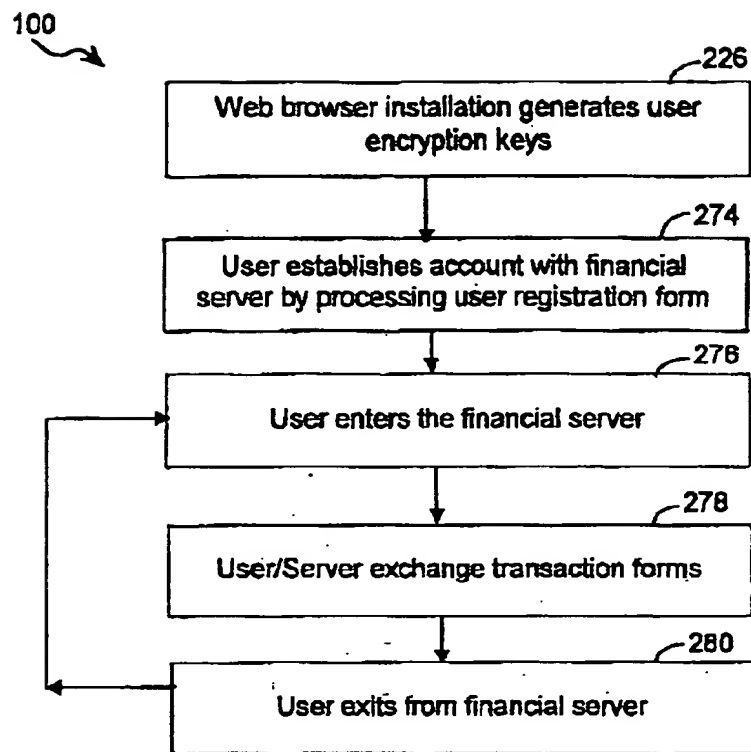 100
226
Web browser installation generates user
encryption keys
274
User establishes account with financial
server by processing user registration form
276
User enters the financial server
278
User/Server exchange transaction forms
280
User exits from financial server